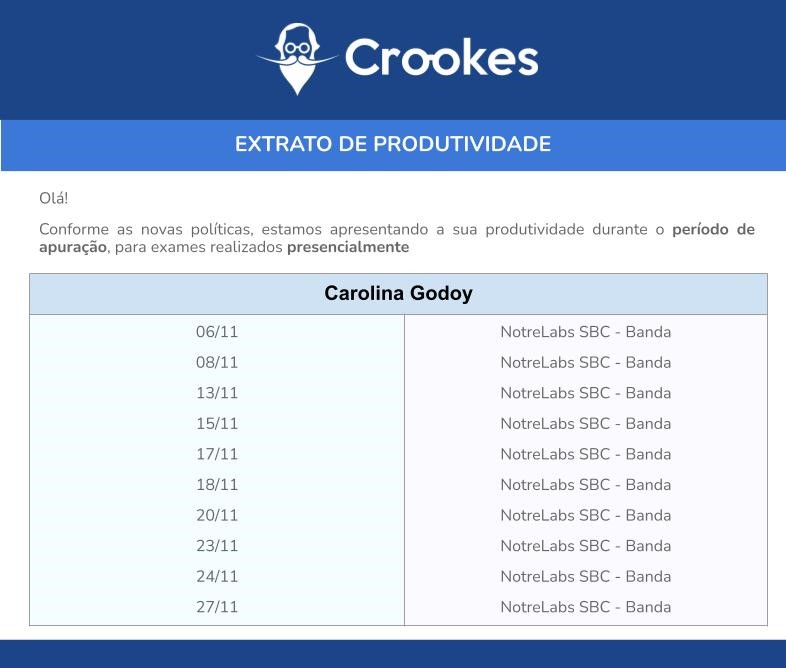 Crookes
EXTRATO DE PRODUTIVIDADE
Olá!
Conforme as novas políticas, estamos apresentando a sua produtividade durante o período de
apuração, para exames realizados presencialmente
Carolina Godoy
06/11 NotreLabs SBC - Banda
08/11 NotreLabs SBC - Banda
13/11 NotreLabs SBC - Banda
15/11 NotreLabs SBC - Banda
17/11 NotreLabs SBC - Banda
18/11 NotreLabs SBC - Banda
20/11 NotreLabs SBC - Banda
23/11 NotreLabs SBC - Banda
24/11 NotreLabs SBC - Banda
27/11 NotreLabs SBC - Banda